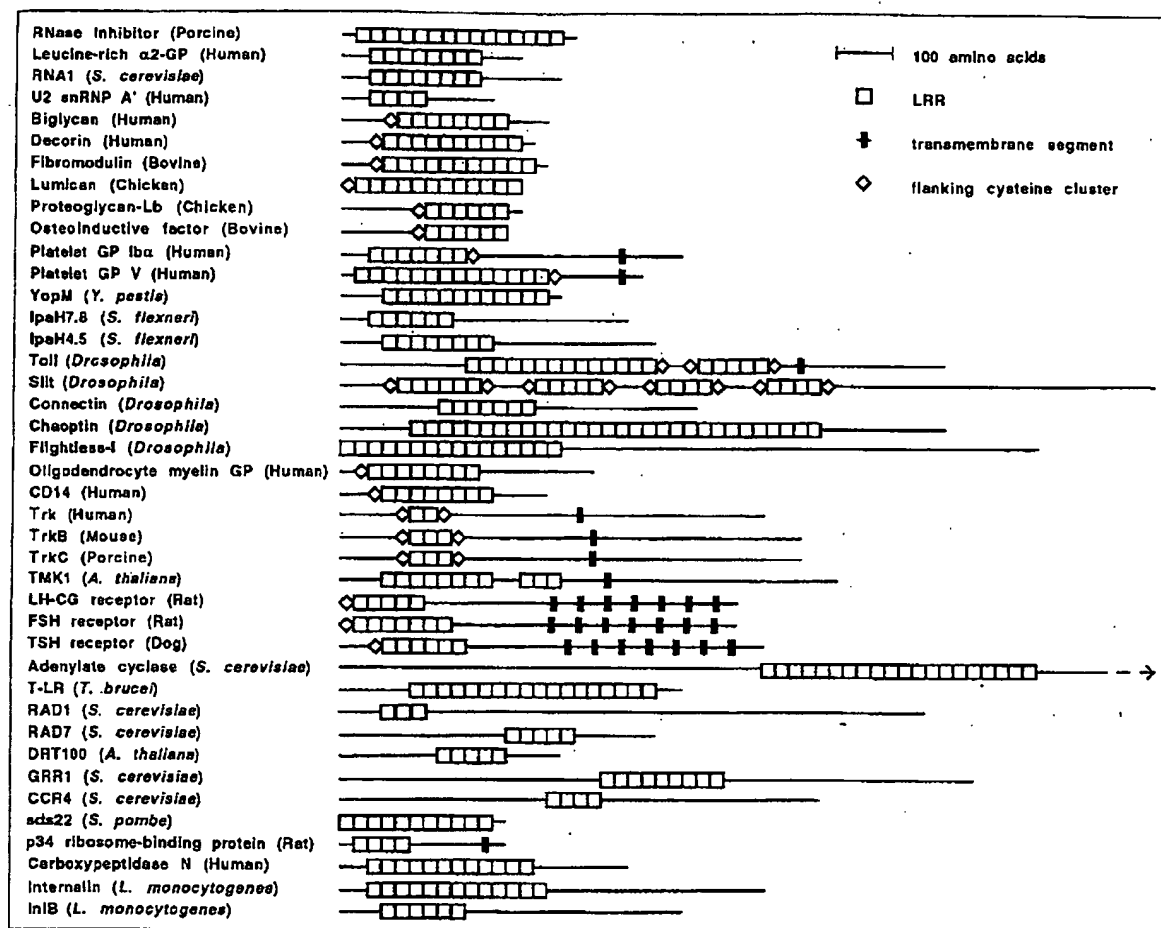 RNase Inhibitor (Porcine)
Leucine-rich α2-GP (Human)
RNA1 (S. cerevisiae)
U2 snRNP A' (Human)
Biglycan (Human)
Decorin (Human)
Fibromodulin (Bovine)
Lumican (Chicken)
Proteoglycan-Lb (Chicken)
Osteoinductive factor (Bovine)
Platelet GP Ibα (Human)
Platelet GP V (Human)
YopM (Y. pestis)
IpaH7.8 (S. flexneri)
IpaH4.5 (S. flexneri)
Toll (Drosophila)
Slit (Drosophila)
Connectin (Drosophila)
Chaoptin (Drosophila)
Flightless-I (Drosophila)
Oligodendrocyte myelin GP (Human)
CD14 (Human)
Trk (Human)
TrkB (Mouse)
TrkC (Porcine)
TMK1 (A. thaliana)
LH-CG receptor (Rat)
FSH receptor (Rat)
TSH receptor (Dog)
Adenylate cyclase (S. cerevisiae)
T-LR (T. brucei)
RAD1 (S. cerevisiae)
RAD7 (S. cerevisiae)
DRT100 (A. thaliana)
GRR1 (S. cerevisiae)
CCR4 (S. cerevisiae)
sds22 (S. pombe)
p34 ribosome-binding protein (Rat)
Carboxypeptidase N (Human)
Internalin (L. monocytogenes)
InlB (L. monocytogenes)
100 amino acids
LRR
transmembrane segment
flanking cysteine cluster